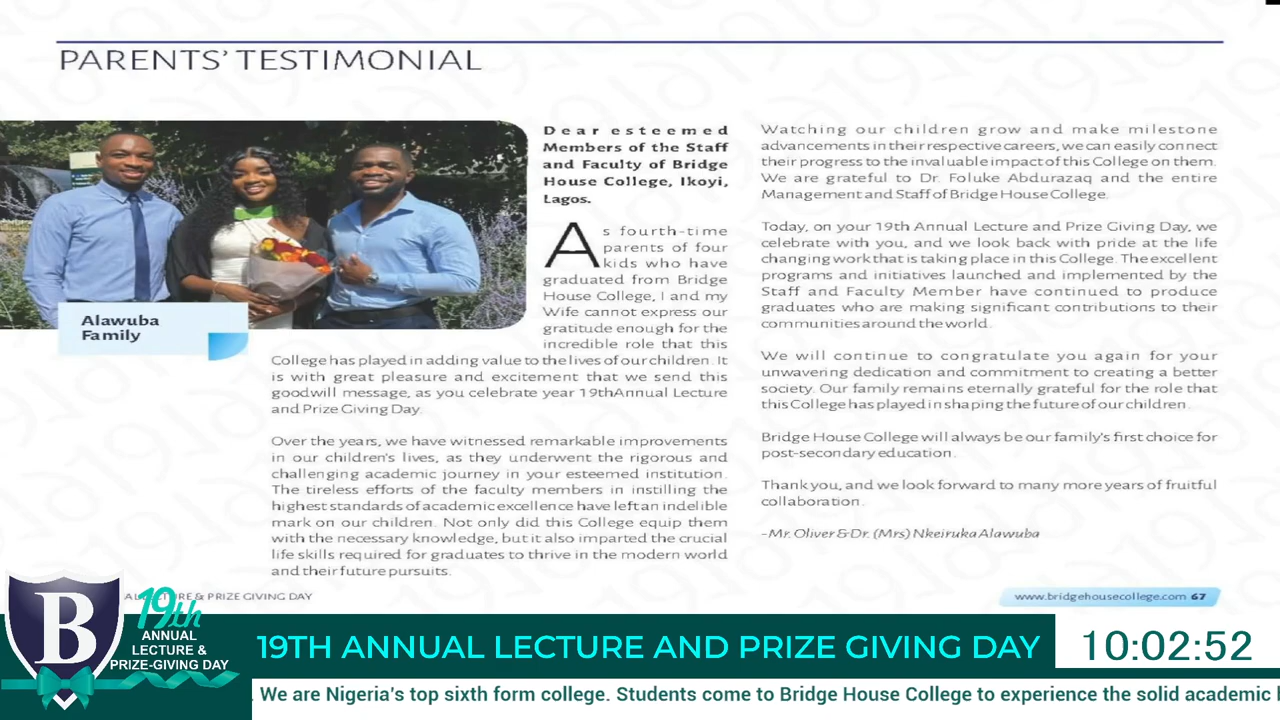 PARENTS' TESTIMONIAL
Alawuba
Family
Dear esteemed
Members of the Staff
and Faculty of Bridge
House College, Ikoyi,
Lagos.
As fourth-time
parents of four
kids who have
graduated from Bridge
House College, I and my
Wife cannot express our
gratitude enough for the
incredible role that this
College has played in adding value to the lives of our children. It
is with great pleasure and excitement that we send this
goodwill message, as you celebrate year 19thAnnual Lecture
and Prize Giving Day.
Over the years, we have witnessed remarkable improvements
in our children's lives, as they underwent the rigorous and
challenging academic journey in your esteemed institution.
The tireless efforts of the faculty members in instilling the
highest standards of academic excellence have left an indelible
mark on our children. Not only did this College equip them
with the necessary knowledge, but it also imparted the crucial
life skills required for graduates to thrive in the modern world
and their future pursuits.
Watching our children grow and make milestone
advancements in their respective careers, we can easily connect
their progress to the invaluable impact of this College on them.
We are grateful to Dr. Foluke Abdurazaq and the entire
Management and Staff of Bridge House College.
Today, on your 19th Annual Lecture and Prize Giving Day, we
celebrate with you, and we look back with pride at the life
changing work that is taking place in this College. The excellent
programs and initiatives launched and implemented by the
Staff and Faculty Member have continued to produce
graduates who are making significant contributions to their
communities around the world.
We will continue to congratulate you again for your
unwavering dedication and commitment to creating a better
society. Our family remains eternally grateful for the role that
this College has played in shaping the future of our children.
Bridge House College will always be our family's first choice for
post-secondary education.
Thank you, and we look forward to many more years of fruitful
collaboration.
- Mr. Oliver & Dr. (Mrs) Nkeiruka Alawuba
AL LECTURE & PRIZE GIVING DAY
www.bridgehousecollege.com 67
B
19th
ANNUAL
LECTURE &
PRIZE-GIVING DAY
19TH ANNUAL LECTURE AND PRIZE GIVING DAY
10:02:52
. We are Nigeria's top sixth form college. Students come to Bridge House College to experience the solid academic